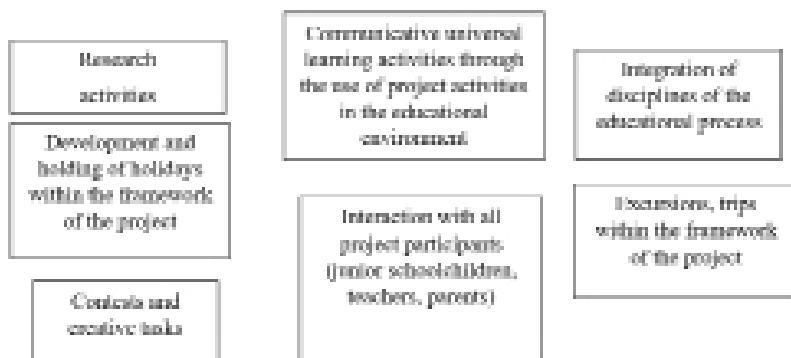 Research
activities
Development and
holding of holidays
within the framework
of the project
Contests and
creative tasks
Communicative universal
learning activities through
the use of project activities
in the educational
environment
Interaction with all
project participants
(junior schoolchildren,
teachers, parents)
Integration of
disciplines of the
educational process
Excursions, trips
within the framework
of the project